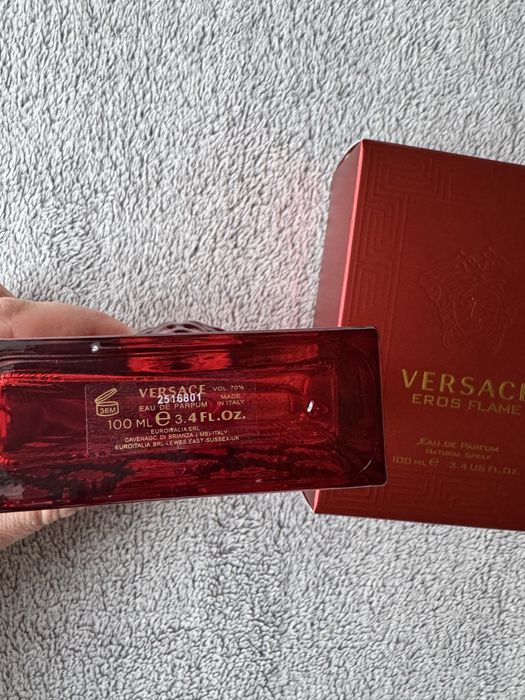 36M
VERSACE
VOL 70%
2516801
EAU DE PARFUM
MADE
IN ITALY
100 ML e 3.4 FL.OZ.
EUROITALIA SRL
CAVENAGC DI BRIANZA (MB)-ITALY
EUROITALIA BRL-LEWES EAST-SUSSEX-UK
VERSACE
EROS FLAME
EAU DE PARFUM
NATURAL SPRAY
100 ML e 3.4 US FL.OZ.